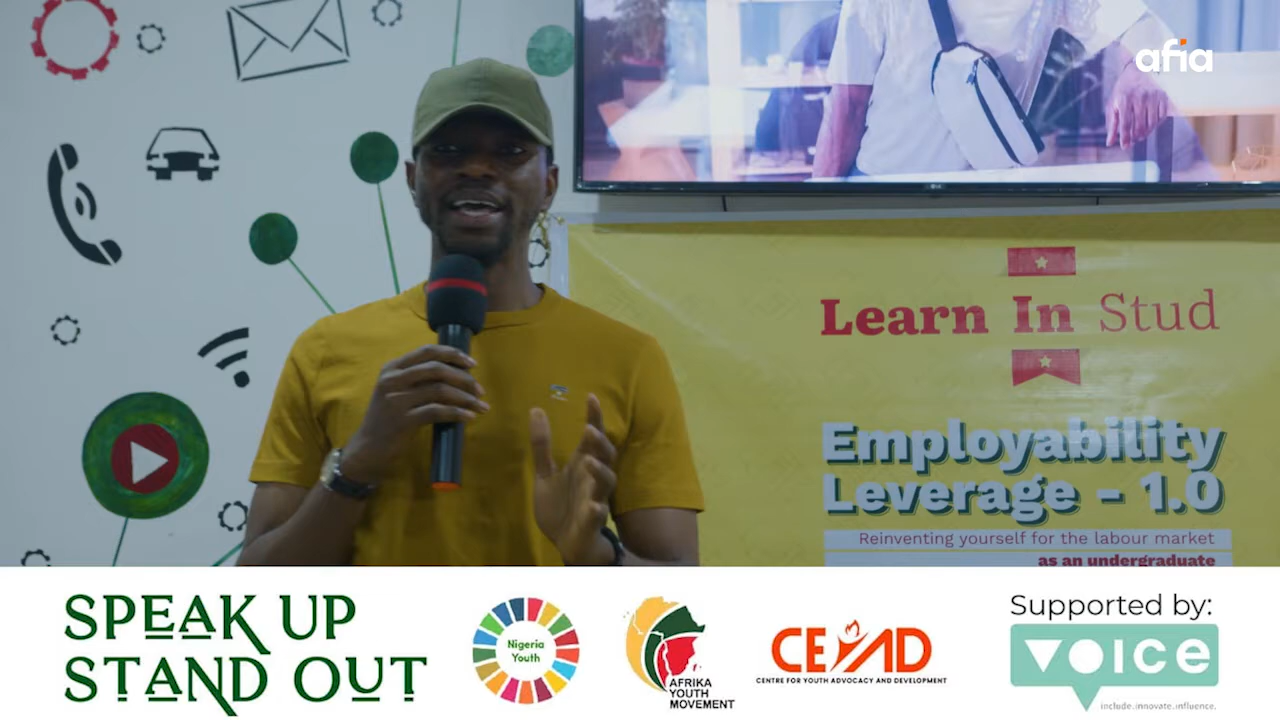 afia
LG
Learn In Stud
Employability
Leverage - 1.0
Reinventing yourself for the labour market
as an undergraduate
SPEAK UP
STAND OUT
Nigeria
Youth
AFRIKA
YOUTH
MOVEMENT
CEYAD
CENTRE FOR YOUTH ADVOCACY AND DEVELOPMENT
Supported by:
VOICE
include.innovate.influence.